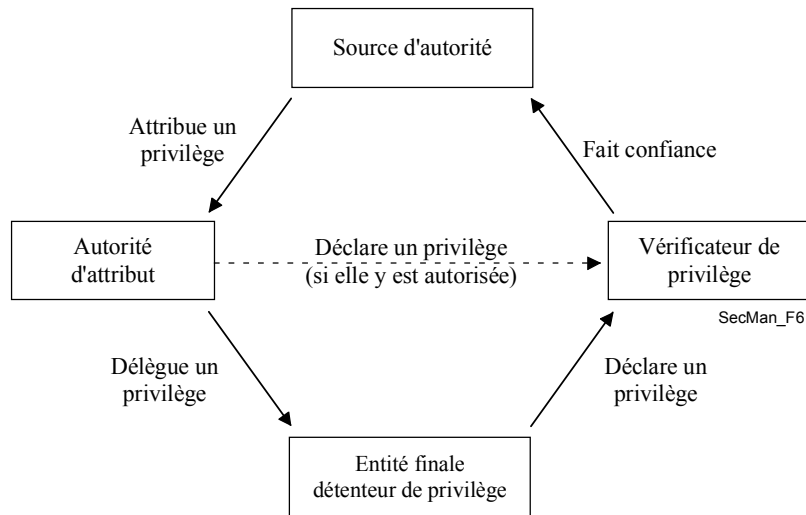 Source d'autorité
Attribue un
privilège
Fait confiance
Autorité
d'attribut
Déclare un privilège
(si elle y est autorisée)
Vérificateur de
privilège
SecMan_F6
Délègue un
privilège
Déclare un
privilège
Entité finale
détenteur de privilège